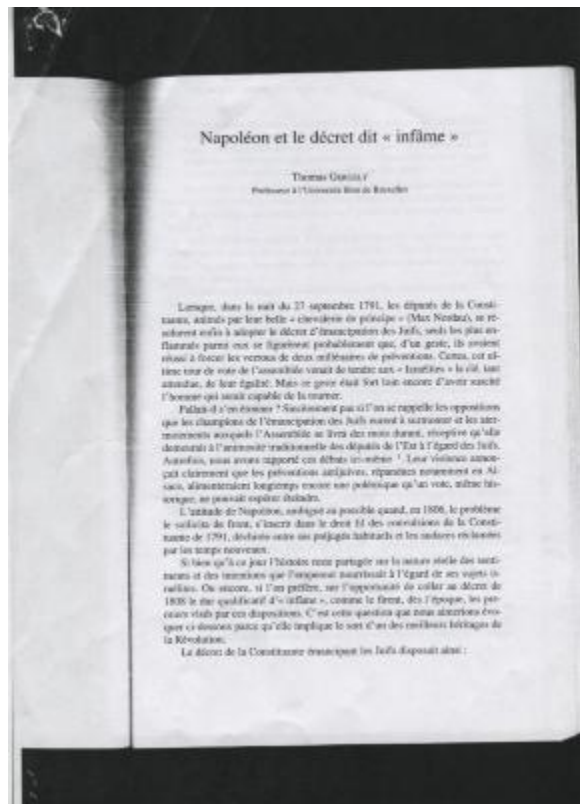 Napoléon et le décret dit « infâme »
Thomas GERGELY
Professeur à l'Université libre de Bruxelles
Lorsque, dans la nuit du 27 septembre 1791, les députés de la Consti-
tuante, animés par leur belle « chevalerie de principe » (Max Nordau), se ré-
solurent enfin à adopter le décret d'émancipation des Juifs, seuls les plus en-
flammés parmi eux se figurèrent probablement que, d'un geste, ils avaient
réussi à forcer les verrous de deux millénaires de préventions. Certes, cet ul-
time tour de vote de l'assemblée venait de tendre aux « Israélites » la clé, tant
attendue, de leur égalité. Mais ce geste était fort loin encore d'avoir suscité
l'homme qui serait capable de la tourner.
Fallait-il s'en étonner ? Sincèrement pas si l'on se rappelle les oppositions
que les champions de l'émancipation des Juifs eurent à surmonter et les ater-
moiements auxquels l'Assemblée se livra des mois durant, réceptive qu'elle
demeurait à l'animosité traditionnelle des députés de l'Est à l'égard des Juifs.
Autrefois, nous avons rapporté ces débats ici-même 1. Leur violence annon-
çait clairement que les préventions antijuives, répandues notamment en Al-
sace, alimenteraient longtemps encore une polémique qu'un vote, même his-
torique, ne pouvait espérer éteindre.
L'attitude de Napoléon, ambiguë au possible quand, en 1806, le problème
le sollicita de front, s'inscrit dans le droit fil des convulsions de la Consti-
tuante de 1791, déchirée entre ses préjugés habituels et les audaces réclamées
par les temps nouveaux.
Si bien qu'à ce jour l'histoire reste partagée sur la nature réelle des senti-
ments et des intentions que l'empereur nourrissait à l'égard de ses sujets is-
raélites. Ou encore, si l'on préfère, sur l'opportunité de coller au décret de
1808 le dur qualificatif d'« infâme », comme le firent, dès l'époque, les per-
sonnes visés par ces dispositions. C'est cette question que nous aimerions évo-
quer ci-dessous parce qu'elle implique le sort d'un des meilleurs héritages de
la Révolution.
Le décret de la Constituante émancipant les Juifs disposait ainsi :